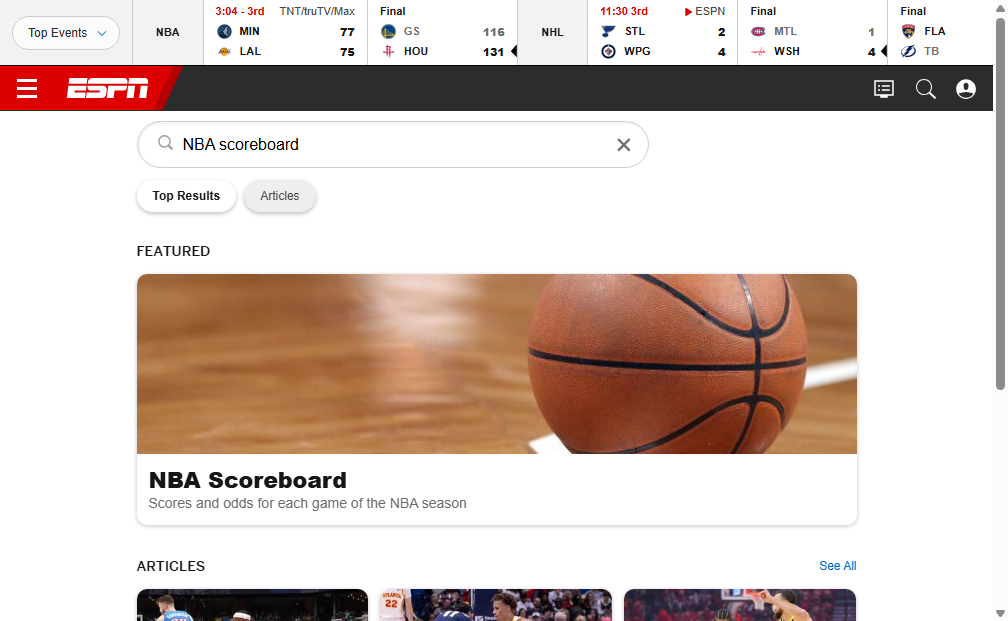 Top Events
NBA
3:04 - 3rd TNT/truTV/Max
MIN 77
LAL 75
Final
GS 116
HOU 131
NHL
11:30 3rd ESPN
STL 2
WPG 4
Final
MTL 1
WSH 4
Final
FLA
TB
ESPN
NBA scoreboard
Top Results
Articles
FEATURED
NBA Scoreboard
Scores and odds for each game of the NBA season
ARTICLES
See All
ATLANTA
22